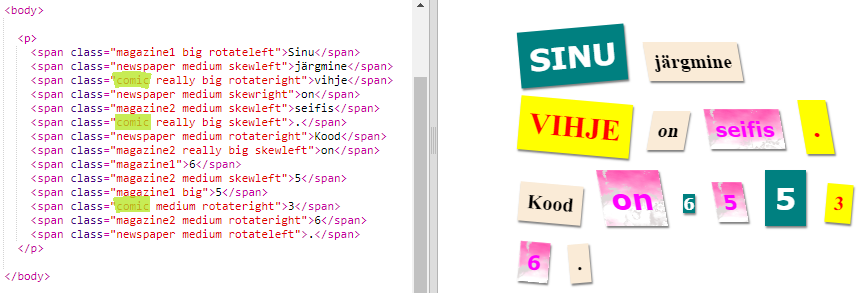 <body>
<p>
<span class="magazine1 big rotateleft">Sinu</span>
<span class="newspaper medium skewleft">järgmine</span>
<span class="comic really big rotateright">vihje</span>
<span class="newspaper medium skewright">on</span>
<span class="magazine2 medium skewleft">seifis</span>
<span class="comic really big skewleft">.</span>
<span class="newspaper medium rotateright">Kood</span>
<span class="magazine2 really big skewleft">on</span>
<span class="magazine1">6</span>
<span class="magazine2 medium skewleft">5</span>
<span class="magazine1 big">5</span>
<span class="comic medium rotateright">3</span>
<span class="magazine2 medium rotateright">6</span>
<span class="newspaper medium rotateleft">.</span>
</p>
</body>
SINU järgmine
VIHJE on seifis .
Kood on 6 5 5 3
6 .